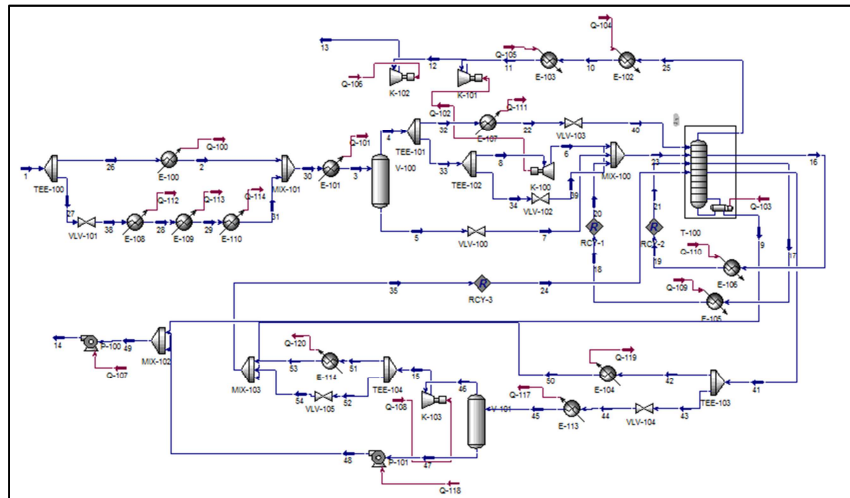 Q-104
13
Q-105
12
11
E-103
10
E-102
25
Q-106
K-102
K-101
Q-102
Q-111
32
E-107
22
VLV-103
40
4
TEE-101
Q-100
Q-101
1
26
E-100
2
30
3
V-100
33
8
6
MIX-100
23
16
TEE-100
MIX-101
E-101
TEE-102
K-100
39
27
Q-112
Q-113
Q-114
31
34
VLV-102
20
21
Q-103
VLV-101
38
E-108
28
E-109
29
E-110
5
VLV-100
7
RCY-1
RCY-2
T-100
18
19
Q-110
E-106
9
17
Q-109
E-105
35
RCY-3
24
14
P-100
49
MIX-102
Q-107
Q-120
53
E-114
51
15
46
MIX-103
54
VLV-105
52
TEE-104
K-103
Q-108
V-101
Q-117
Q-119
50
E-104
42
41
TEE-103
45
E-113
44
VLV-104
43
48
P-101
47
Q-118